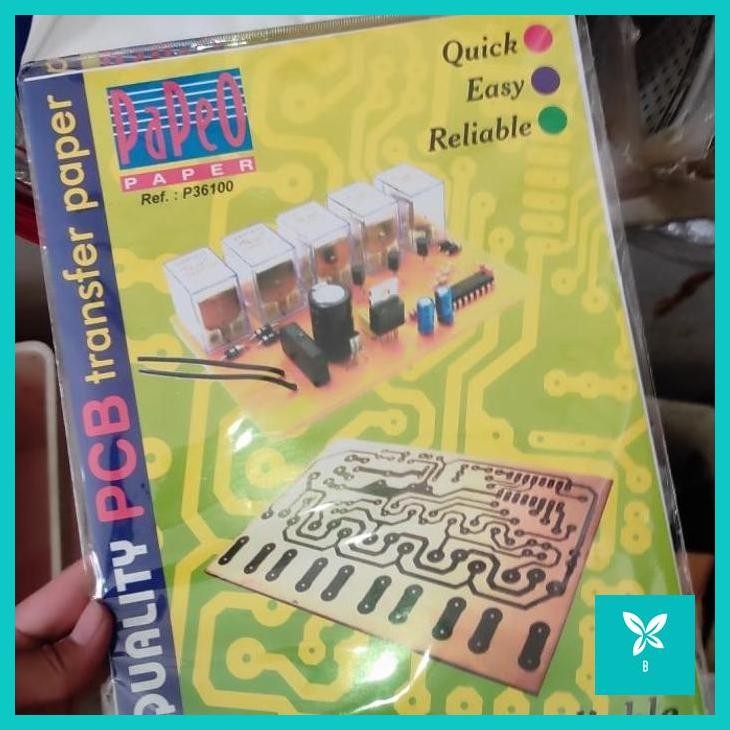 Quick
Easy
Reliable
PaPeO
PAPER
Ref. : P36100
QUALITY PCB transfer paper
B